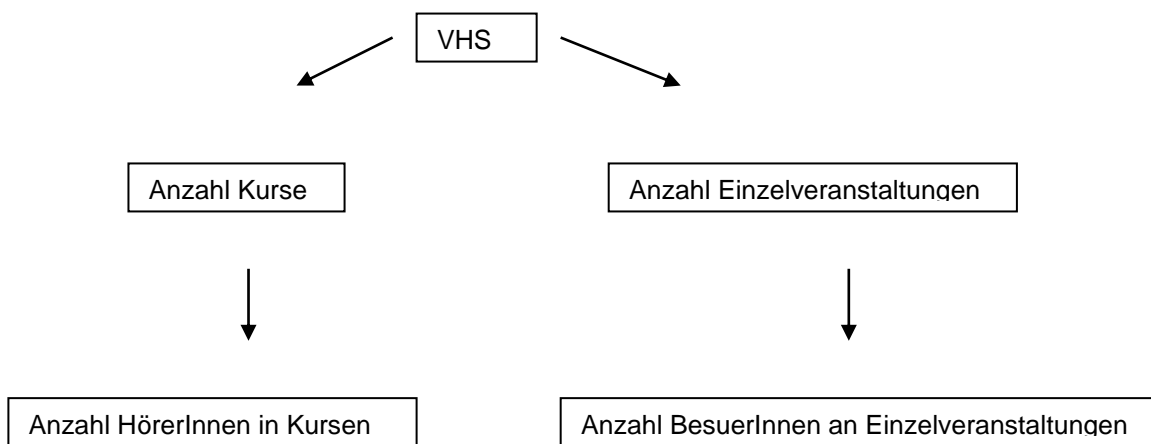 VHS
Anzahl Kurse
Anzahl Einzelveranstaltungen
Anzahl HörerInnen in Kursen
Anzahl BesuerInnen an Einzelveranstaltungen